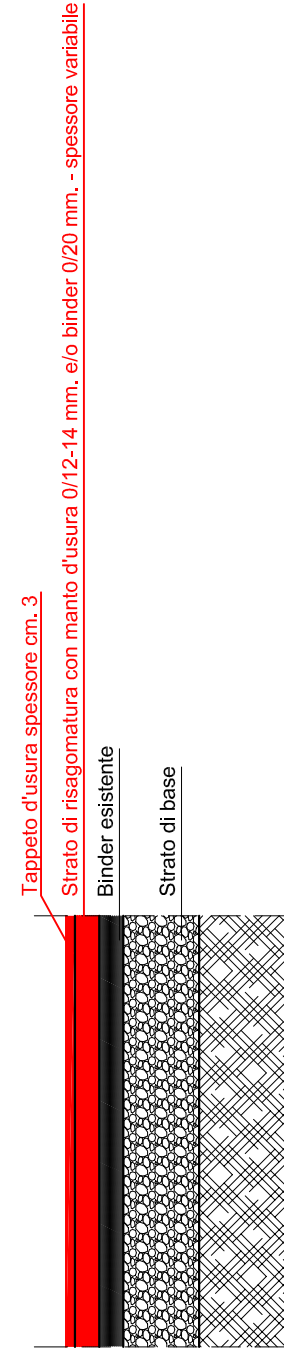 Tappeto d'usura spessore cm. 3
Strato di risagomatura con manto d'usura 0/12-14 mm. e/o binder 0/20 mm. - spessore variabile
Binder esistente
Strato di base